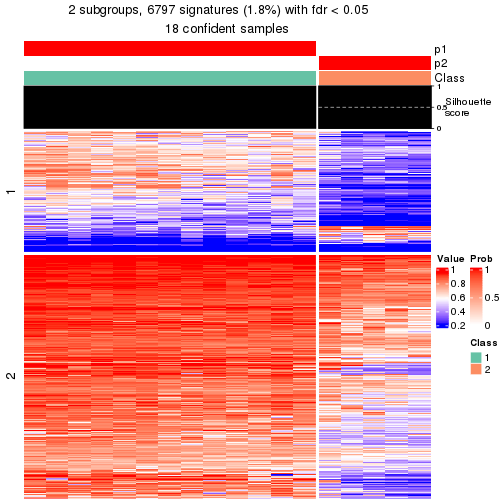 2 subgroups, 6797 signatures (1.8%) with fdr < 0.05
18 confident samples
p1
p2
Class
1
0.5
0
Silhouette
score
1
2
Value
1
0.8
0.6
0.4
0.2
Prob
1
0.5
0
Class
1
2